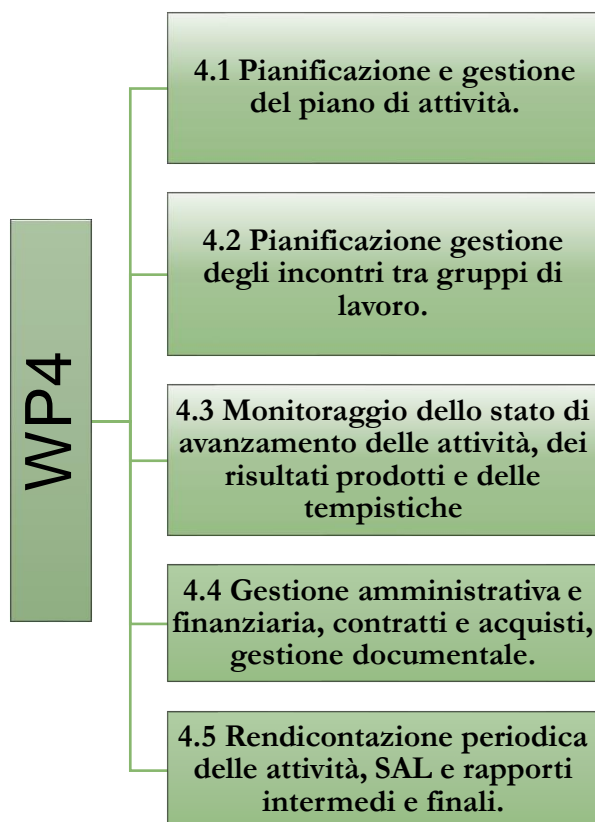 WP4
4.1 Pianificazione e gestione
del piano di attività.
4.2 Pianificazione gestione
degli incontri tra gruppi di
lavoro.
4.3 Monitoraggio dello stato di
avanzamento delle attività, dei
risultati prodotti e delle
tempistiche
4.4 Gestione amministrativa e
finanziaria, contratti e acquisti,
gestione documentale.
4.5 Rendicontazione periodica
delle attività, SAL e rapporti
intermedi e finali.